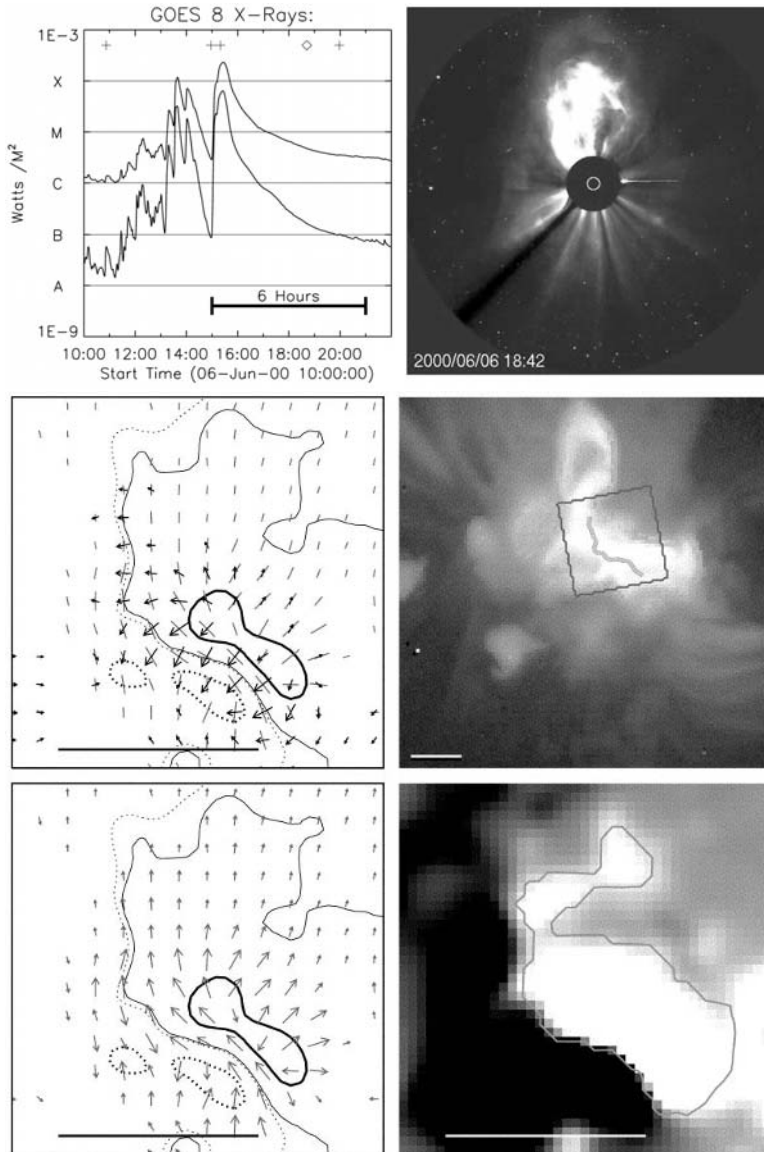 GOES 8 X-Rays:
1E-3
X
M
C
B
A
1E-9
Watts /M²
6 Hours
10:00 12:00 14:00 16:00 18:00 20:00
Start Time (06-Jun-00 10:00:00)
2000/06/06 18:42